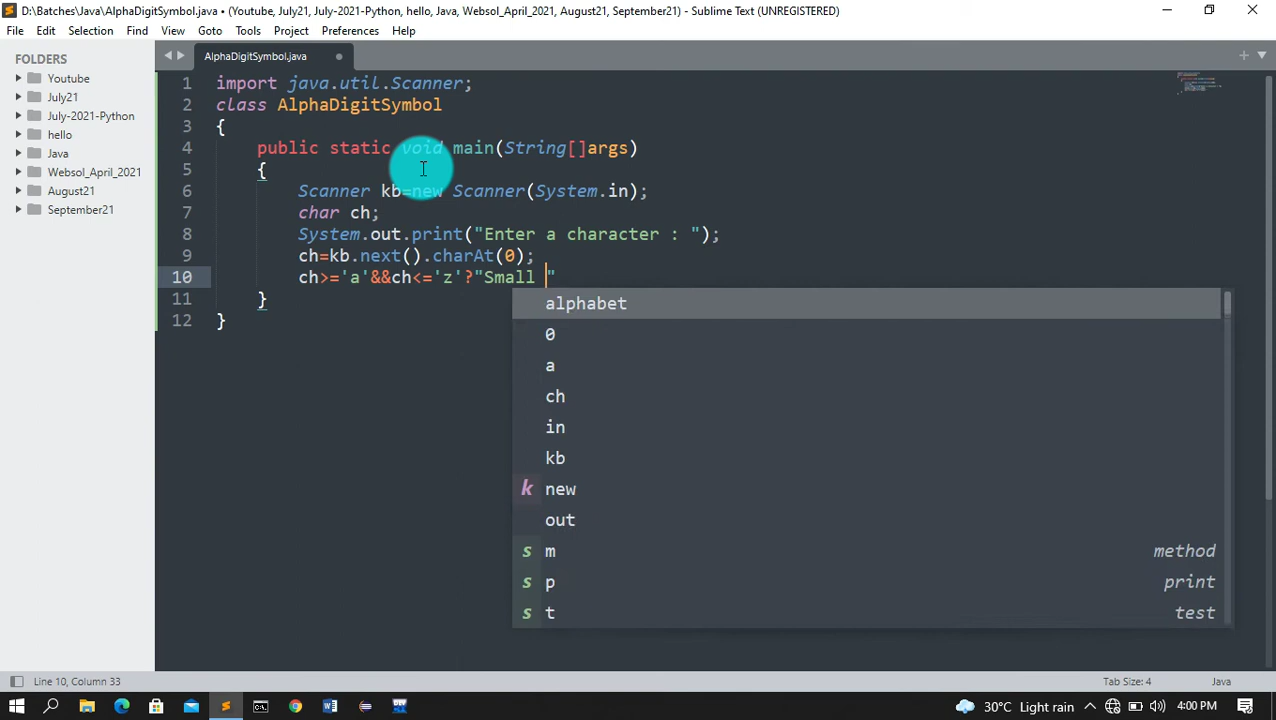 D:\Batches\Java\AlphaDigitSymbol.java • (Youtube, July21, July-2021-Python, hello, Java, Websol_April_2021, August21, September21) - Sublime Text (UNREGISTERED)
File Edit Selection Find View Goto Tools Project Preferences Help
FOLDERS
Youtube
July21
July-2021-Python
hello
Java
Websol_April_2021
August21
September21
AlphaDigitSymbol.java
1 import java.util.Scanner;
2 class AlphaDigitSymbol
3 {
4 public static void main(String[]args)
5 {
6 Scanner kb=new Scanner(System.in);
7 char ch;
8 System.out.print("Enter a character : ");
9 ch=kb.next().charAt(0);
10 ch>='a'&&ch<='z'?"Small "
11 }
12 }
alphabet
0
a
ch
in
kb
k new
out
s m method
s p print
s t test
Line 10, Column 33 Tab Size: 4 Java
30°C Light rain 4:00 PM